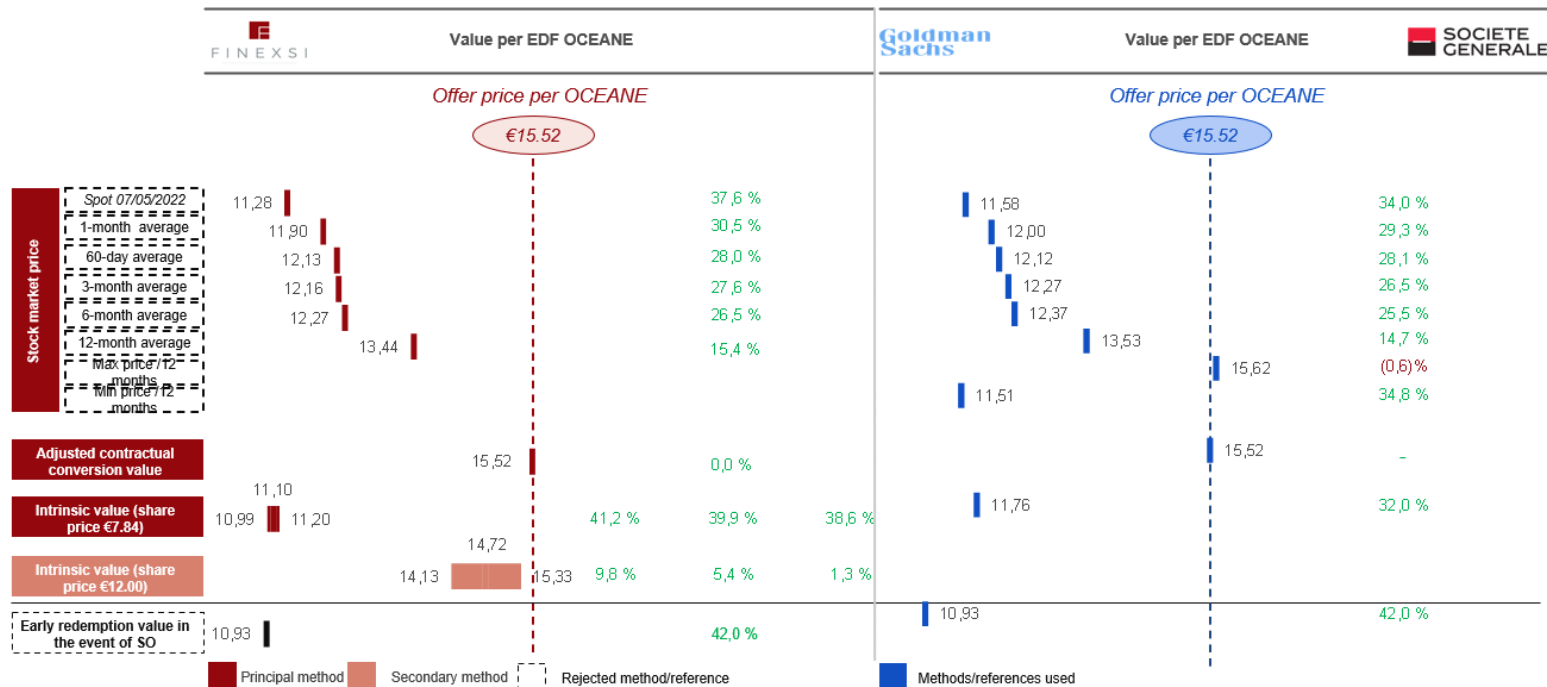 FINEXSI
Value per EDF OCEANE
Goldman
Sachs
Value per EDF OCEANE
SOCIETE
GENERALE
Offer price per OCEANE
Offer price per OCEANE
€15.52
€15.52
Stock market price
Spot 07/05/2022
11,28
37,6 %
11,58
34,0 %
1-month average
11,90
30,5 %
12,00
29,3 %
60-day average
12,13
28,0 %
12,12
28,1 %
3-month average
12,16
27,6 %
12,27
26,5 %
6-month average
12,27
26,5 %
12,37
25,5 %
12-month average
13,44
15,4 %
13,53
14,7 %
Max price /12
months
15,62
(0,6)%
Min price /12
months
11,51
34,8 %
Adjusted contractual
conversion value
15,52
0,0 %
15,52
–
11,10
Intrinsic value (share
price €7.84)
10,99
11,20
41,2 %
39,9 %
38,6 %
11,76
32,0 %
14,72
Intrinsic value (share
price €12.00)
14,13
15,33
9,8 %
5,4 %
1,3 %
Early redemption value in
the event of SO
10,93
42,0 %
10,93
42,0 %
Principal method
Secondary method
Rejected method/reference
Methods/references used